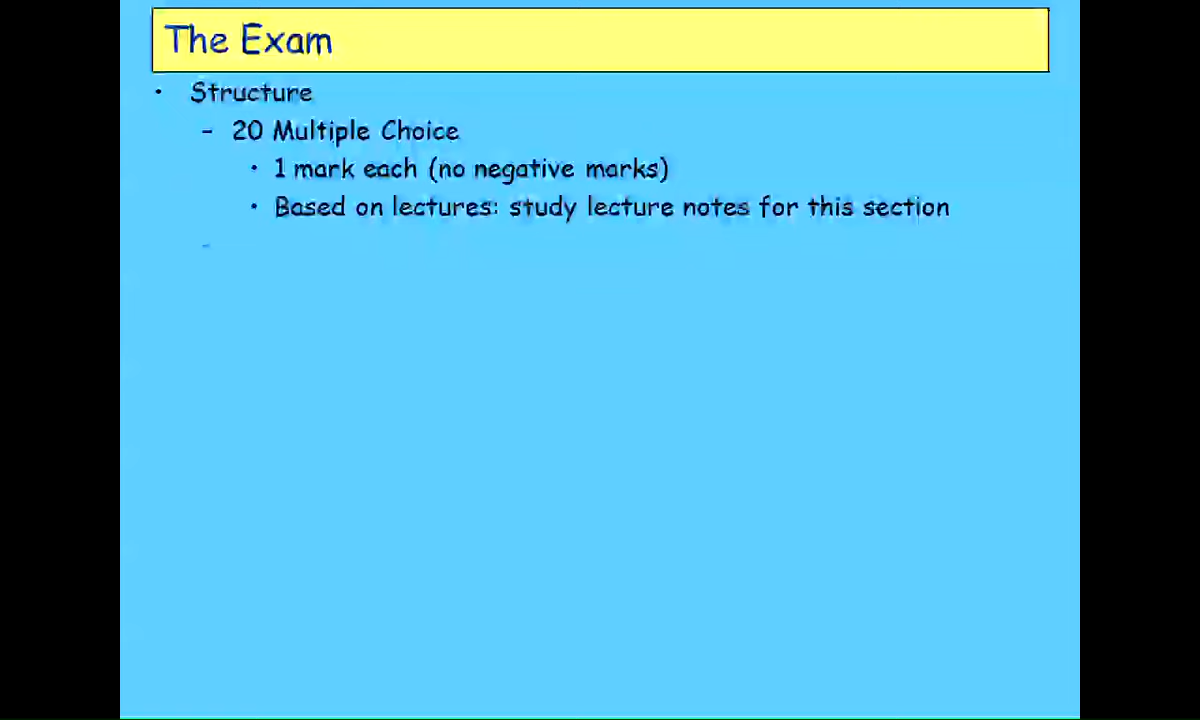 The Exam
• Structure
– 20 Multiple Choice
• 1 mark each (no negative marks)
• Based on lectures: study lecture notes for this section
–